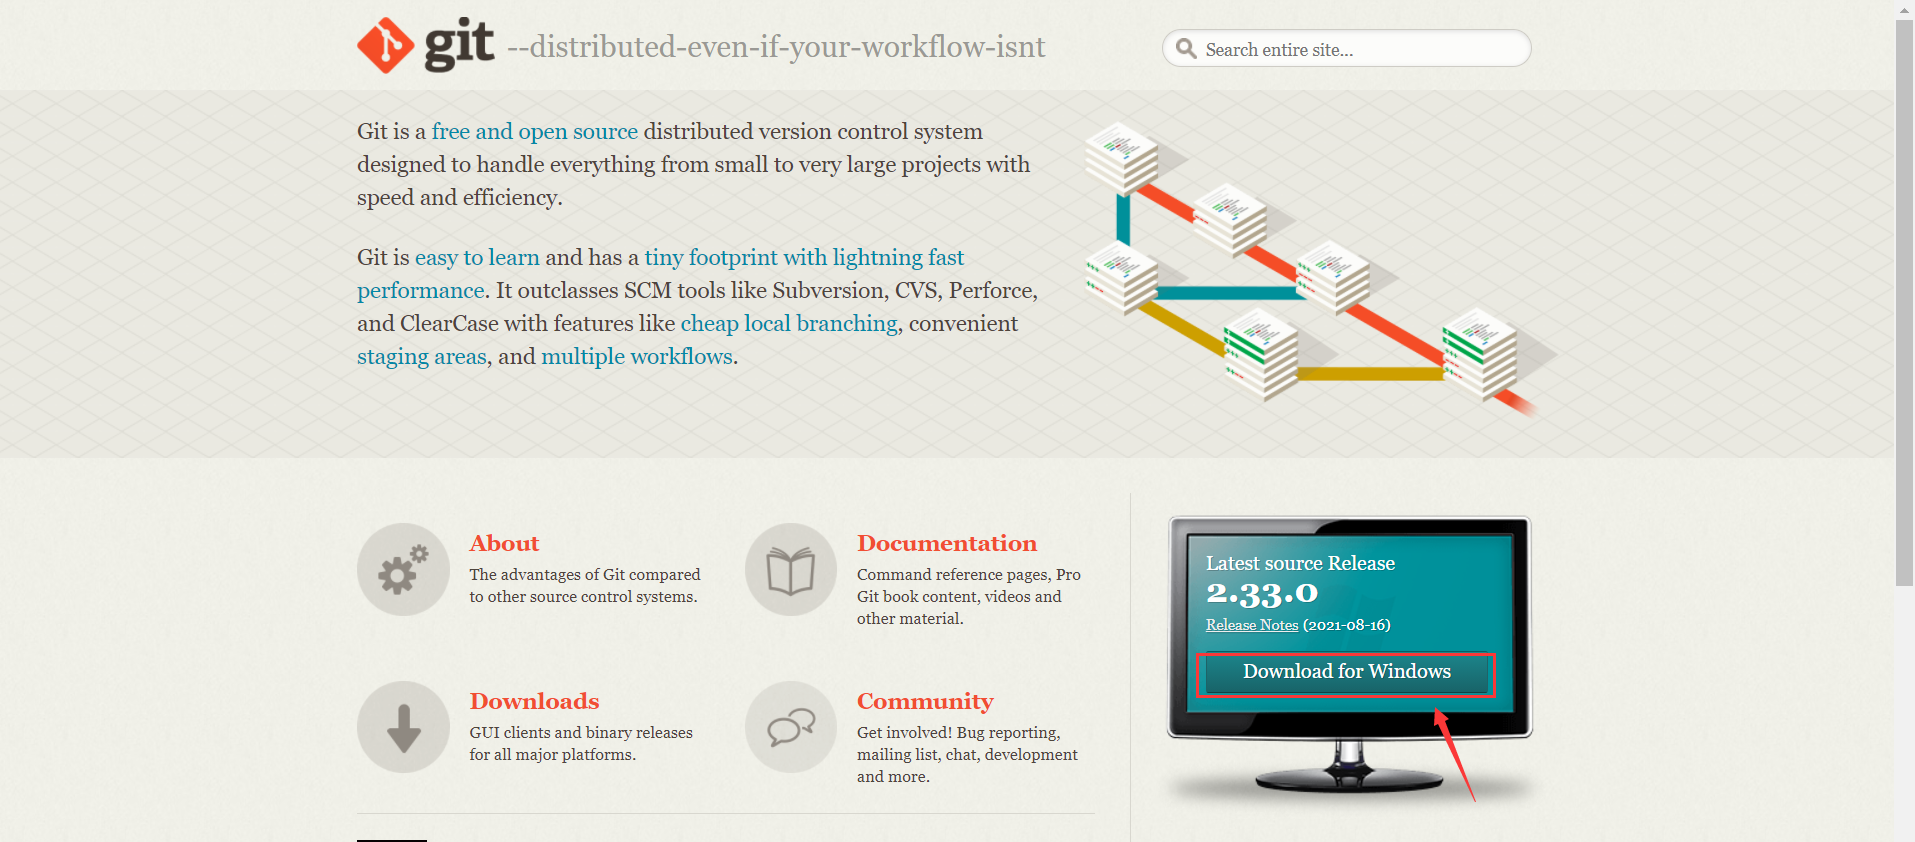 git --distributed-even-if-your-workflow-isnt
Search entire site...
Git is a free and open source distributed version control system
designed to handle everything from small to very large projects with
speed and efficiency.
Git is easy to learn and has a tiny footprint with lightning fast
performance. It outclasses SCM tools like Subversion, CVS, Perforce,
and ClearCase with features like cheap local branching, convenient
staging areas, and multiple workflows.
About
The advantages of Git compared
to other source control systems.
Documentation
Command reference pages, Pro
Git book content, videos and
other material.
Downloads
GUI clients and binary releases
for all major platforms.
Community
Get involved! Bug reporting,
mailing list, chat, development
and more.
Latest source Release
2.33.0
Release Notes (2021-08-16)
Download for Windows